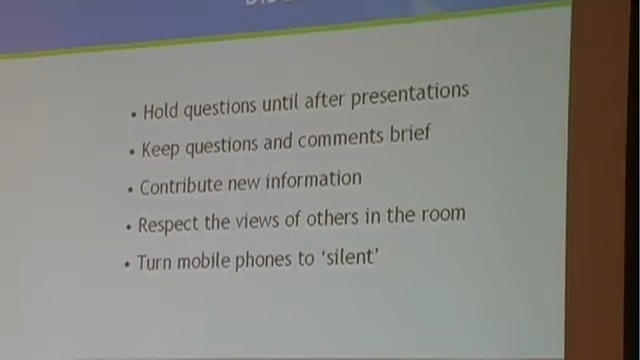 • Hold questions until after presentations
• Keep questions and comments brief
• Contribute new information
• Respect the views of others in the room
• Turn mobile phones to ‘silent’